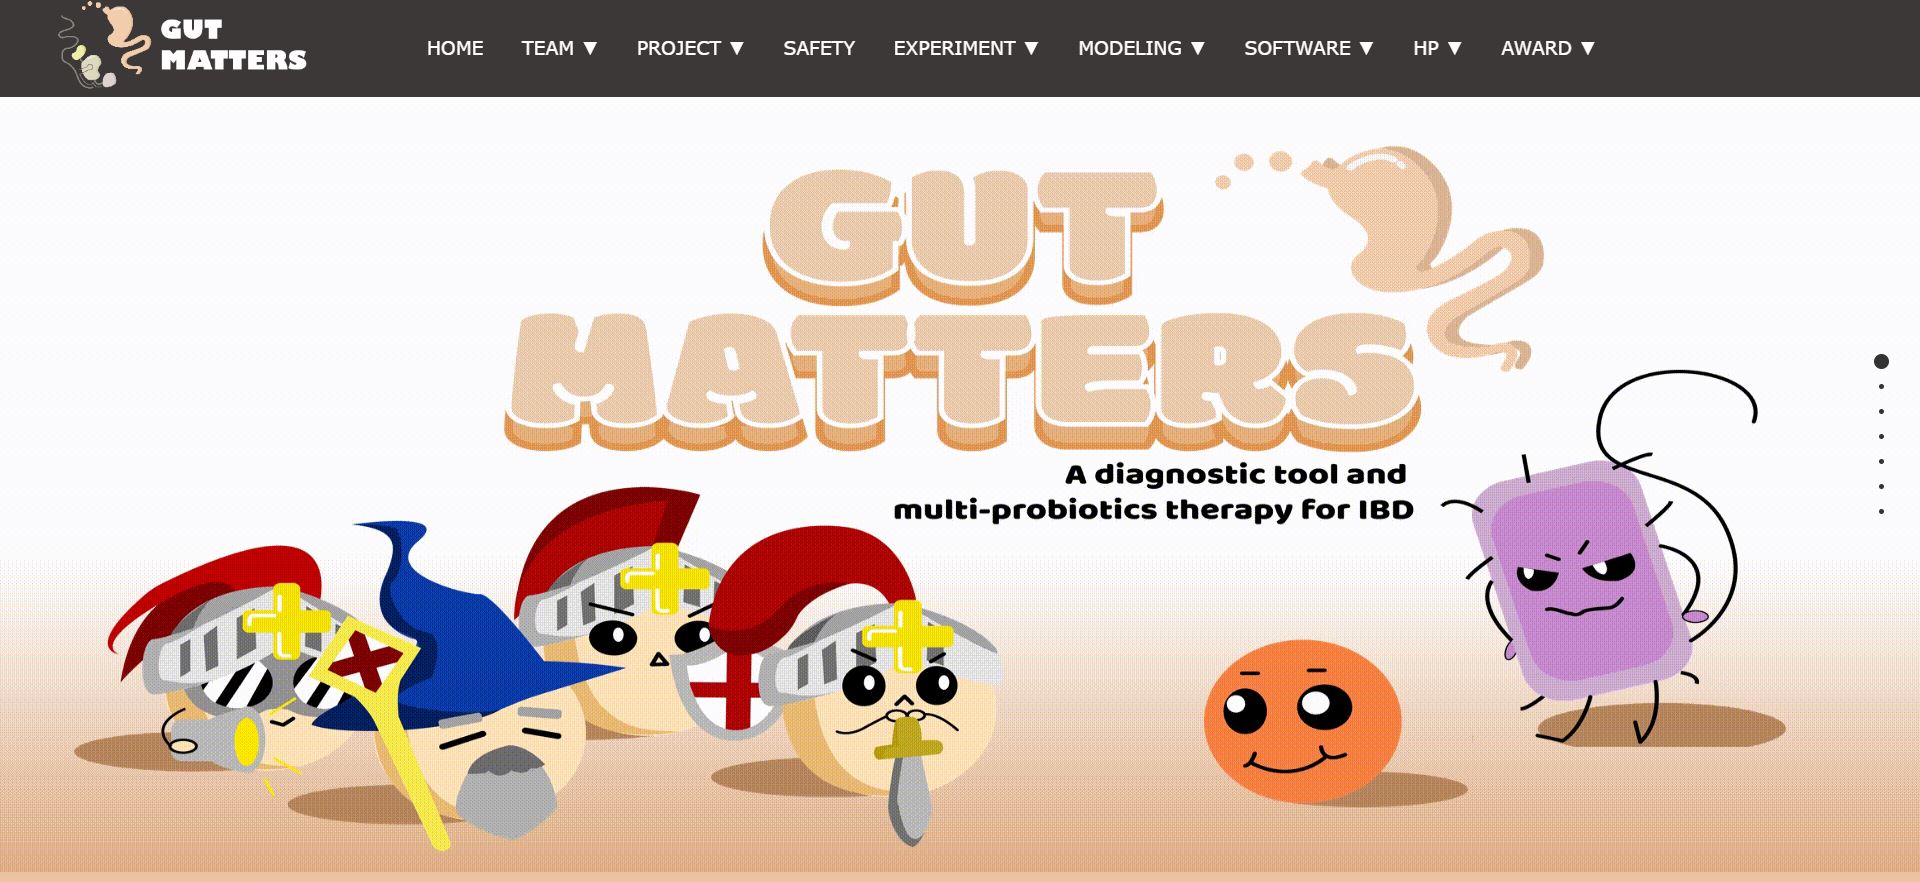 GUT
MATTERS
HOME TEAM ▼ PROJECT ▼ SAFETY EXPERIMENT ▼ MODELING ▼ SOFTWARE ▼ HP ▼ AWARD ▼
GUT
MATTERS
A diagnostic tool and
multi-probiotics therapy for IBD